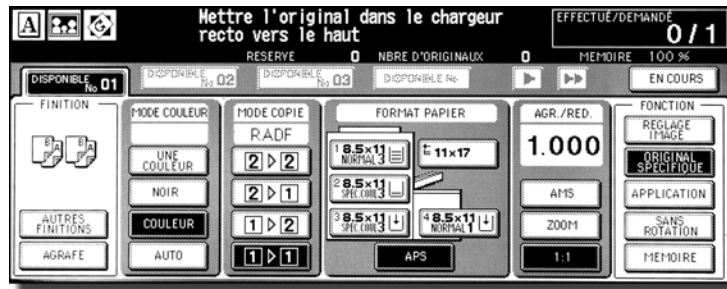 A
Mettre l'original dans le chargeur
recto vers le
haut
EFFECTUÉ/DEMANDÉ
0 / 1
RESERVE 0 NBRE D'ORIGINAUX 0 MEMOIRE 100 %
DISPONIBLE No 01
DISPONIBLE No 02
DISPONIBLE No 03
DISPONIBLE No
EN COURS
FINITION
AUTRES
FINITIONS
AGRAFE
MODE COULEUR
UNE
COULEUR
NOIR
COULEUR
AUTO
MODE COPIE
RADF
2 ▷ 2
2 ▷ 1
1 ▷ 2
1 ▷ 1
FORMAT PAPIER
1 8.5x11
NORMAL 3
11x17
2 8.5x11
SPEC.COUL 3
3 8.5x11
SPEC.COUL 3
4 8.5x11
NORMAL 1
APS
AGR./RED.
1.000
AMS
ZOOM
1:1
FONCTION
REGLAGE
IMAGE
ORIGINAL
SPECIFIQUE
APPLICATION
SANS
ROTATION
MEMOIRE